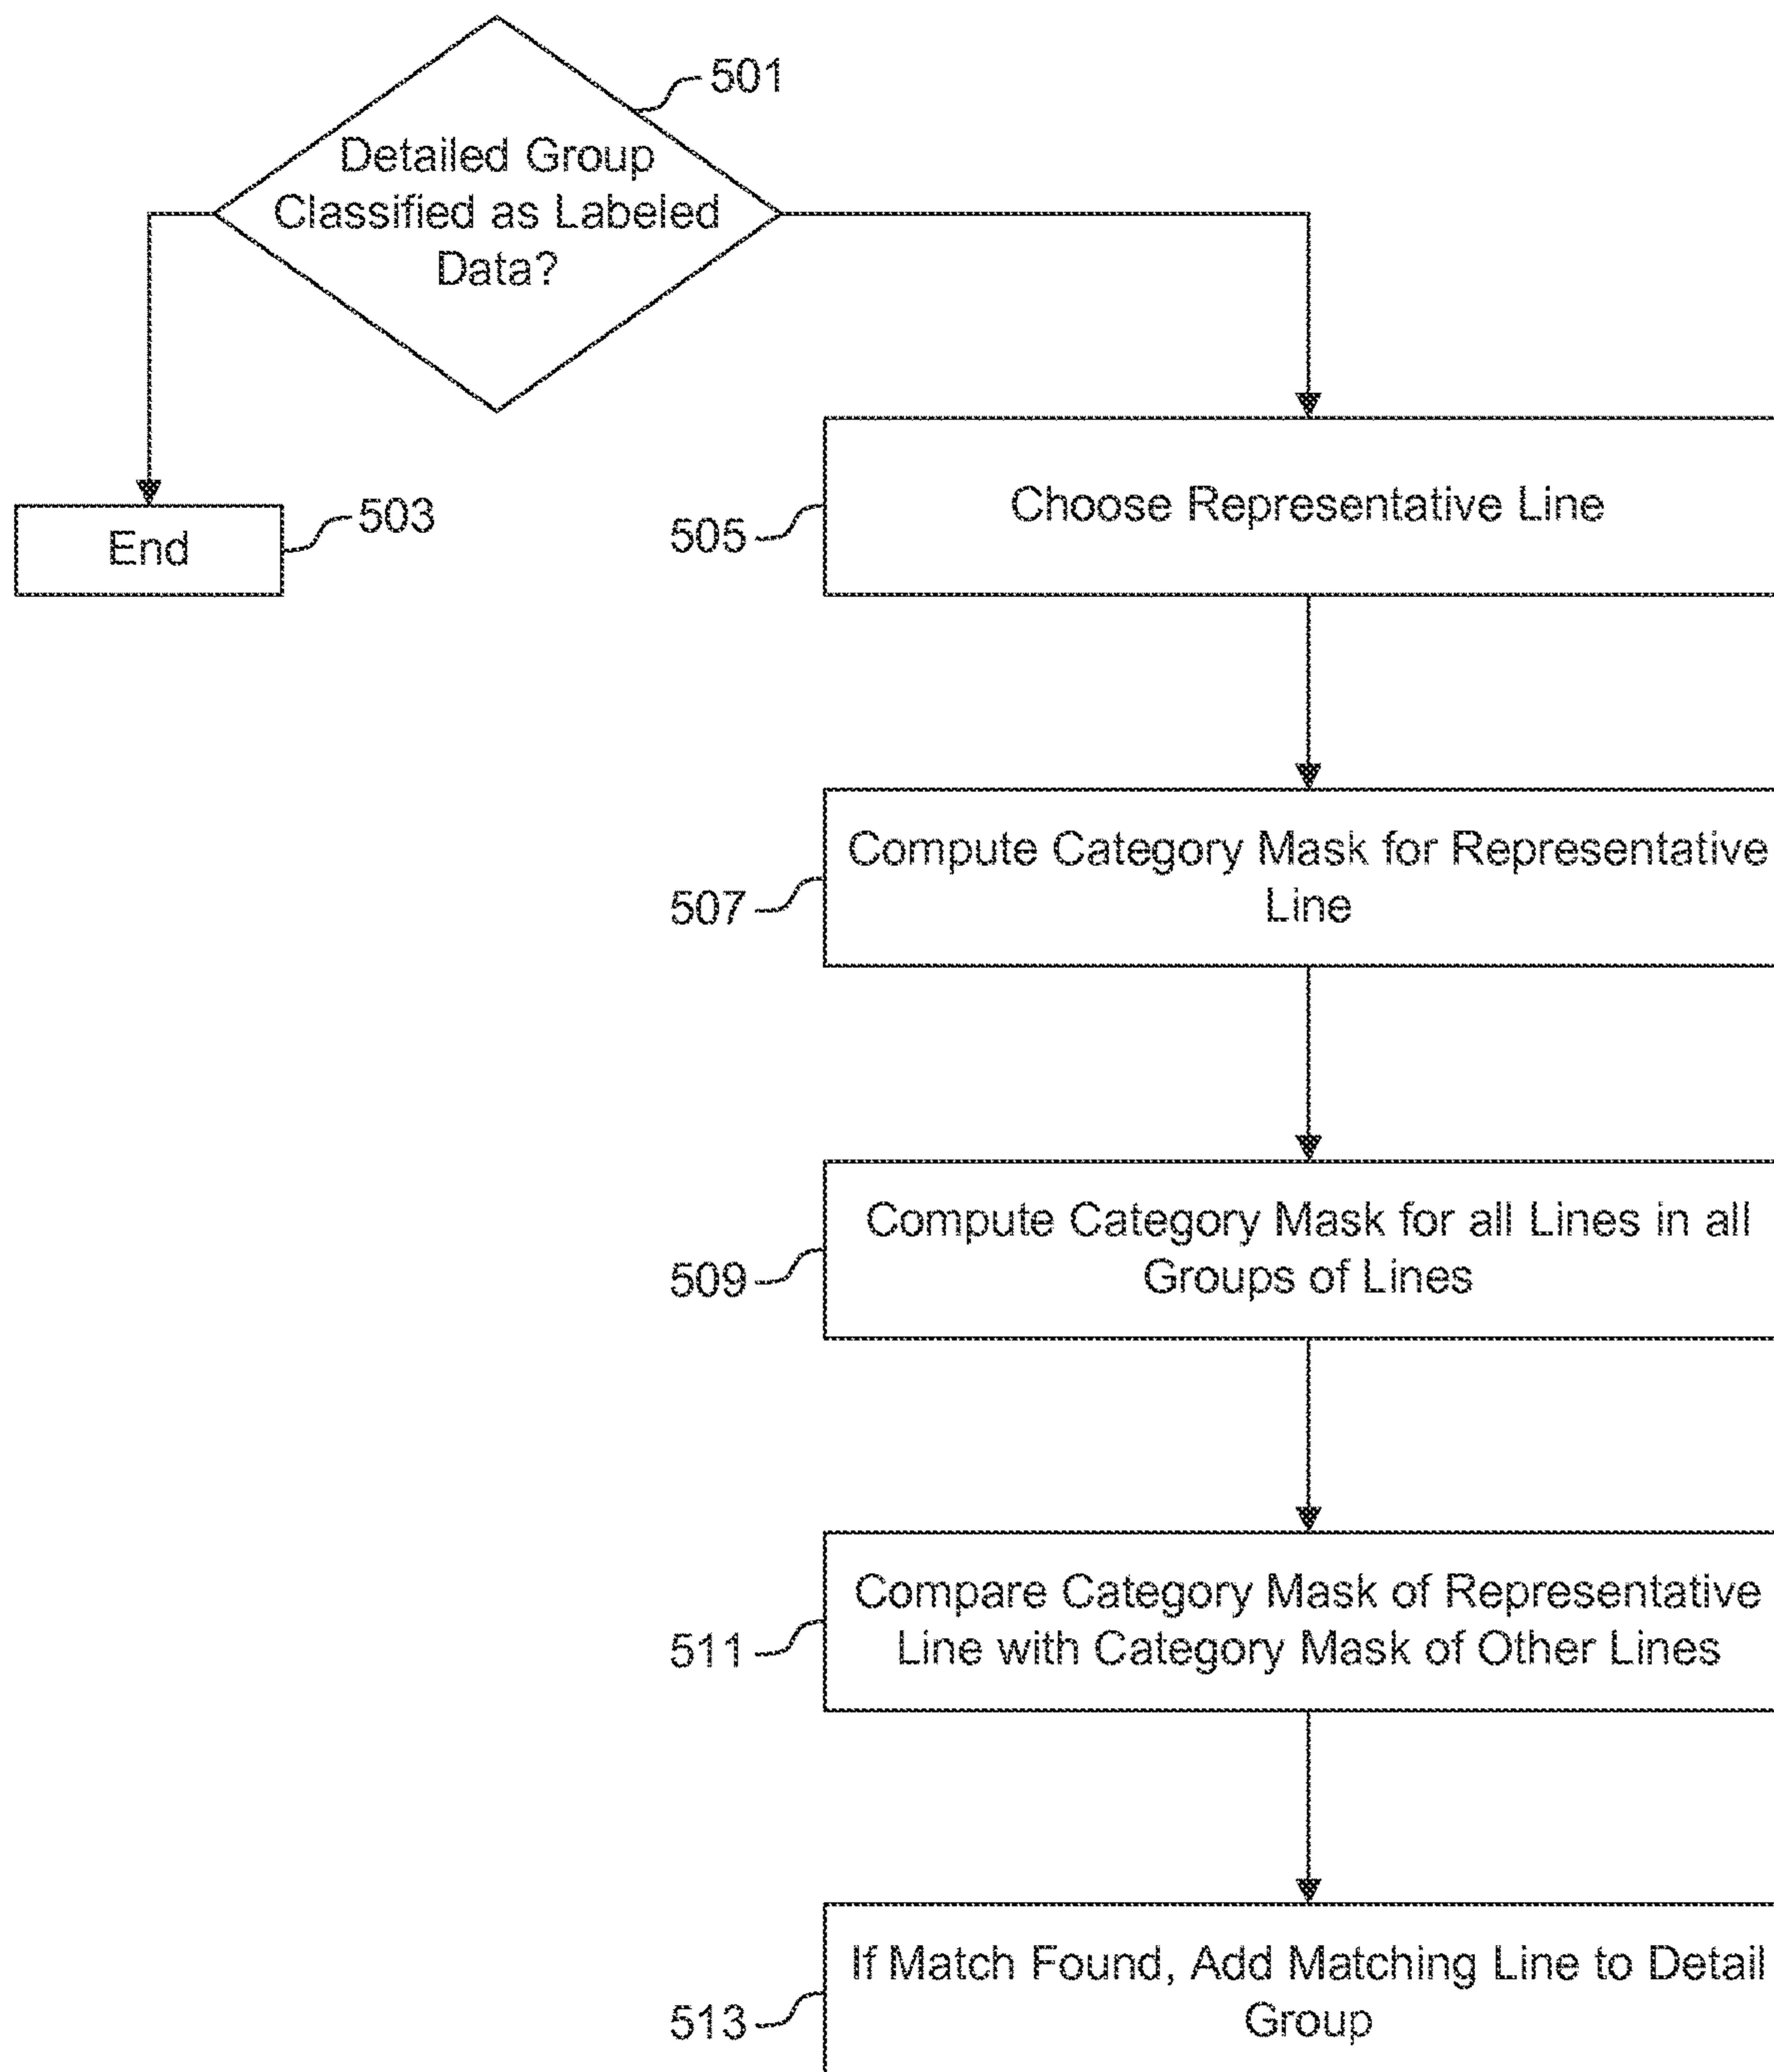 501
Detailed Group
Classified as Labeled
Data?
End
503
505
Choose Representative Line
507
Compute Category Mask for Representative
Line
509
Compute Category Mask for all Lines in all
Groups of Lines
511
Compare Category Mask of Representative
Line with Category Mask of Other Lines
513
If Match Found, Add Matching Line to Detail
Group